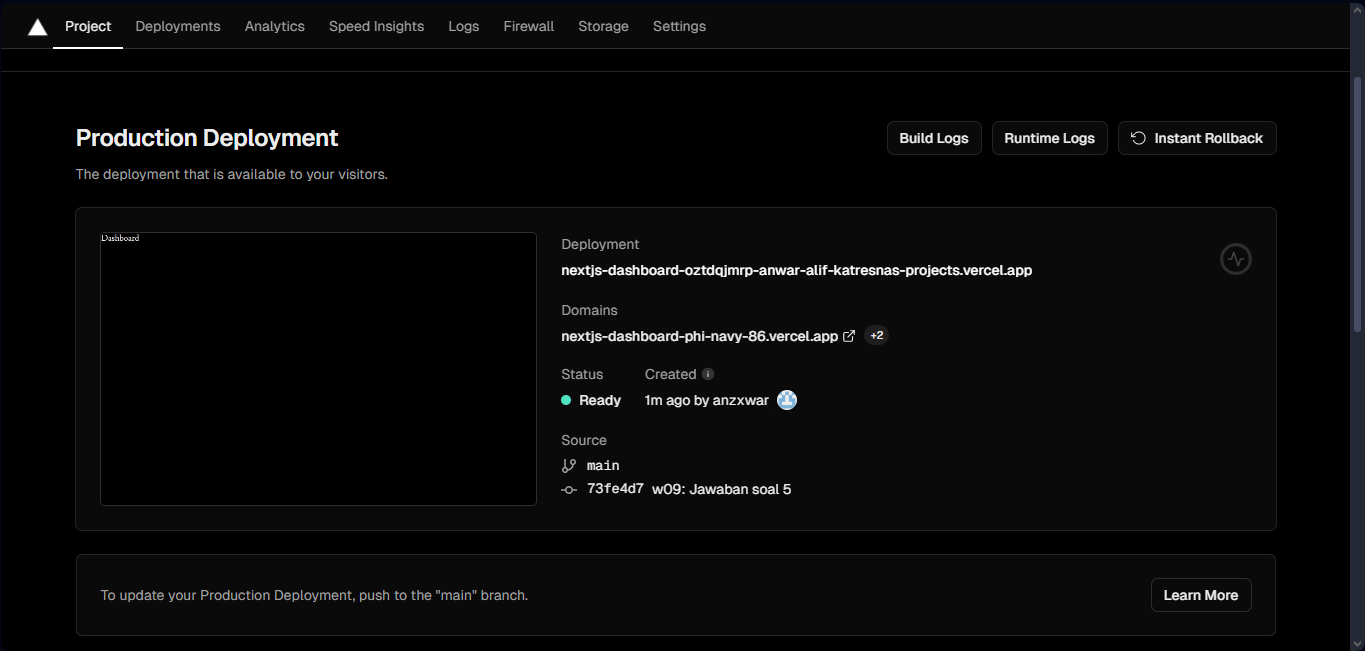 Project Deployments Analytics Speed Insights Logs Firewall Storage Settings
Production Deployment
Build Logs Runtime Logs Instant Rollback
The deployment that is available to your visitors.
Dashboard
Deployment
nextjs-dashboard-oztdqjmrp-anwar-alif-katresnas-projects.vercel.app
Domains
nextjs-dashboard-phi-navy-86.vercel.app +2
Status Created
Ready 1m ago by anzxwar
Source
main
73fe4d7 w09: Jawaban soal 5
To update your Production Deployment, push to the "main" branch.
Learn More